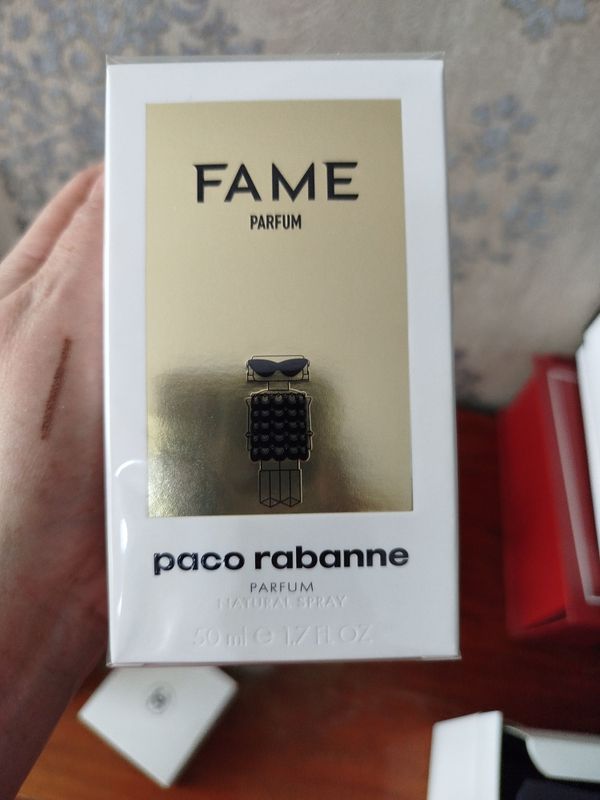 FAME
PARFUM
paco rabanne
PARFUM
NATURAL SPRAY
50 ml e 1.7 FL OZ